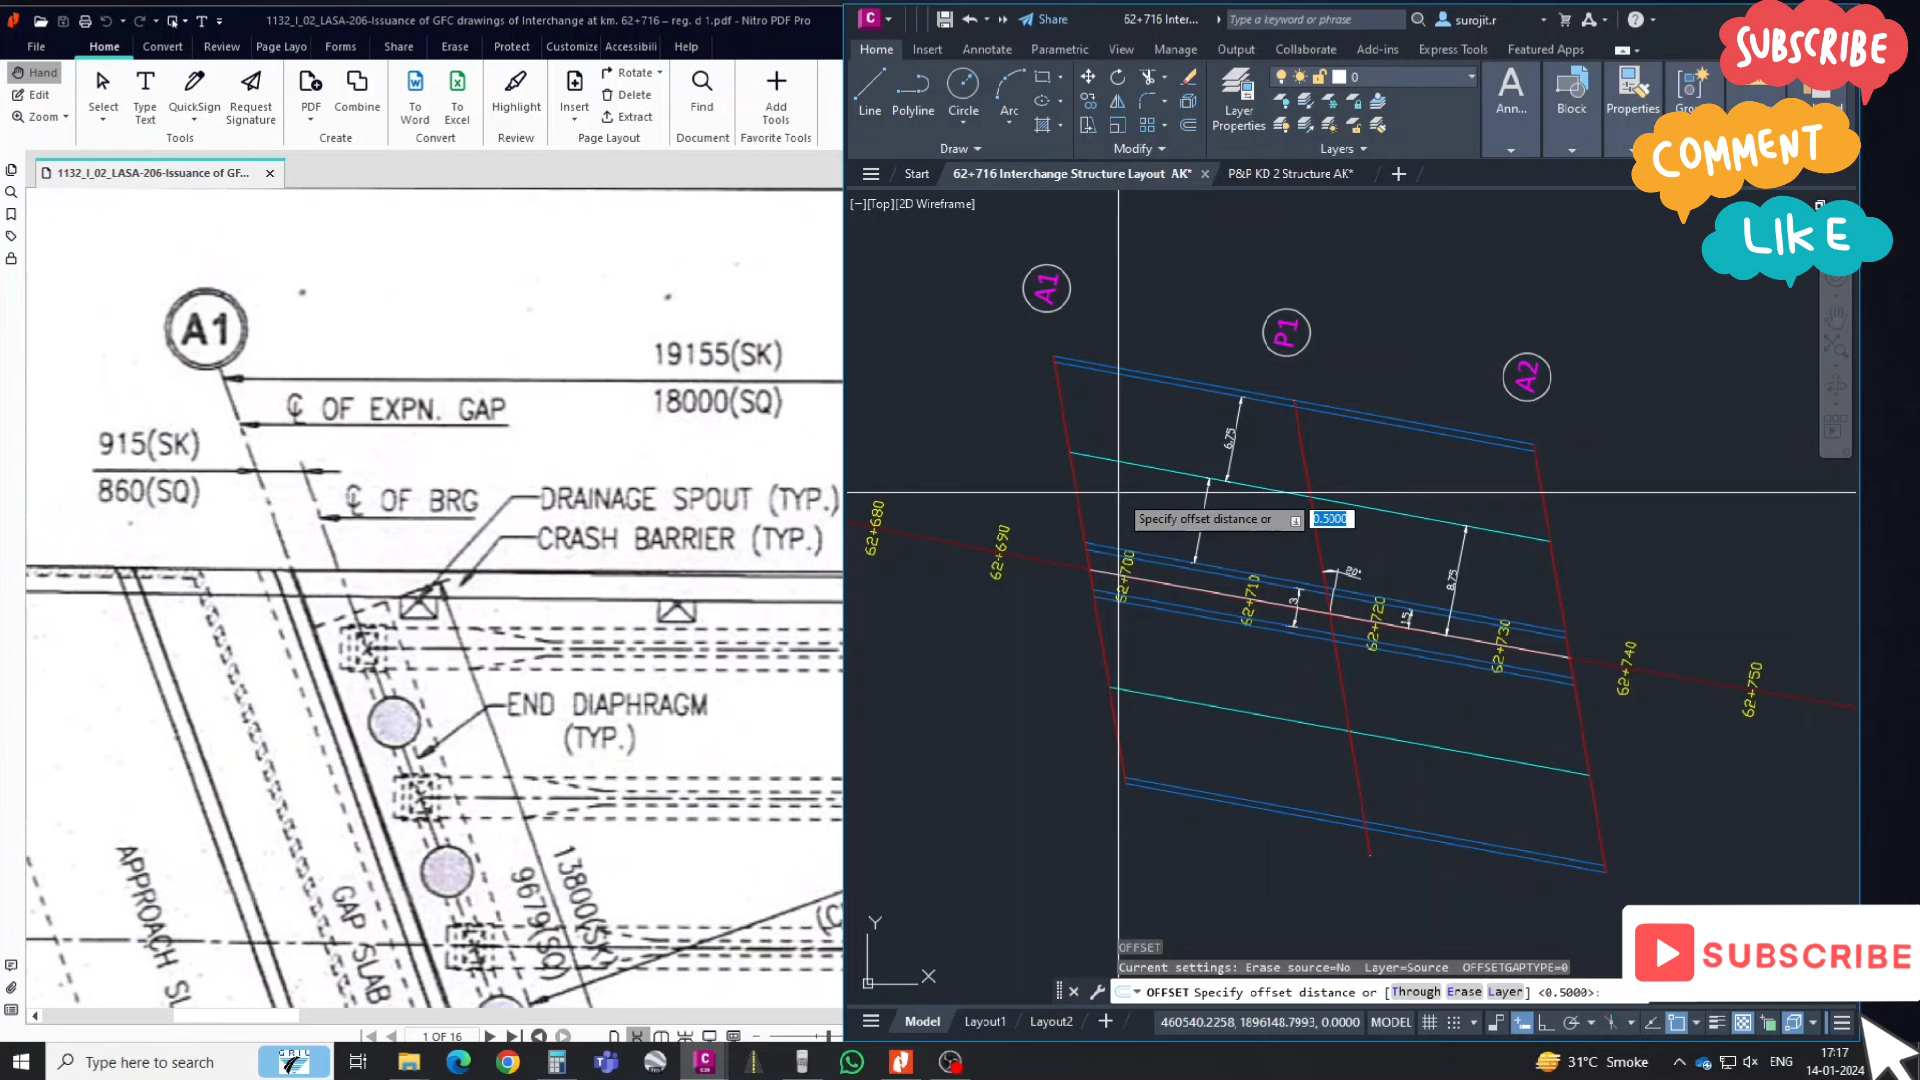 1132_I_02_LASA-206-Issuance of GFC drawings of Interchange at km. 62+716 – reg. d 1.pdf - Nitro PDF Pro
File Home Convert Review Page Layo Forms Share Erase Protect Customize Accessibili Help
Hand
Edit
Zoom
Select
Type Text
QuickSign
Request Signature
Tools
PDF
Combine
Create
To Word
To Excel
Convert
Highlight
Review
Insert
Rotate
Delete
Extract
Page Layout
Find
Document
Add Tools
Favorite Tools
1132_I_02_LASA-206-Issuance of GF...
A1
19155(SK)
18000(SQ)
℄ OF EXPN. GAP
915(SK)
860(SQ)
℄ OF BRG
DRAINAGE SPOUT (TYP.)
CRASH BARRIER (TYP.)
END DIAPHRAGM
(TYP.)
13800(SK)
9679(SQ)
GAP SLAB
APPROACH SL
1 OF 16
Share
62+716 Inter...
Type a keyword or phrase
surojit.r
Home Insert Annotate Parametric View Manage Output Collaborate Add-ins Express Tools Featured Apps
Line
Polyline
Circle
Arc
Draw
Modify
Layer Properties
0
Layers
Ann...
Block
Properties
Start
62+716 Interchange Structure Layout AK*
P&P KD 2 Structure AK*
[−][Top][2D Wireframe]
A1
P1
A2
6.75
8.75
3
1.5
20°
62+680
62+690
62+700
62+710
62+720
62+730
62+740
62+750
Specify offset distance or
0.5000
Y
X
OFFSET
Current settings: Erase source=No Layer=Source OFFSETGAPTYPE=0
OFFSET Specify offset distance or [Through Erase Layer] <0.5000>:
Model Layout1 Layout2
460540.2258, 1896148.7993, 0.0000 MODEL
SUBSCRIBE
COMMENT
LIKE
SUBSCRIBE
Type here to search
GRIL
31°C Smoke
ENG
17:17
14-01-2024